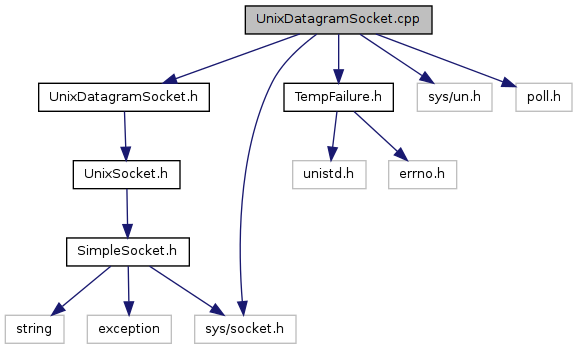 UnixDatagramSocket.cpp
UnixDatagramSocket.h
TempFailure.h
sys/un.h
poll.h
UnixSocket.h
unistd.h
errno.h
SimpleSocket.h
string
exception
sys/socket.h